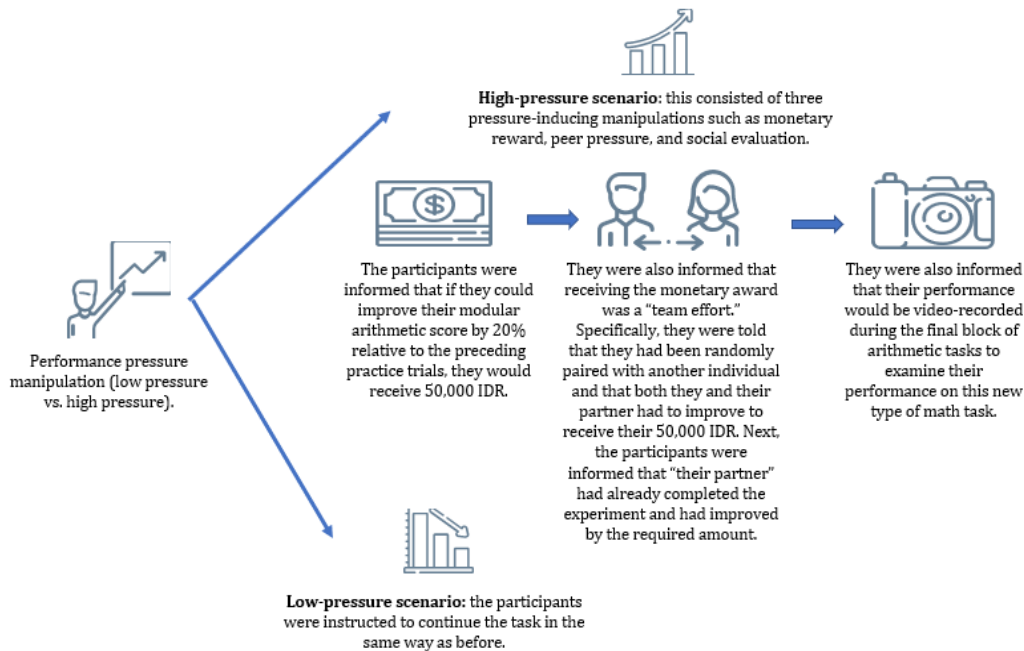 High-pressure scenario: this consisted of three
pressure-inducing manipulations such as monetary
reward, peer pressure, and social evaluation.
$
Performance pressure
manipulation (low pressure
vs. high pressure).
The participants were
informed that if they could
improve their modular
arithmetic score by 20%
relative to the preceding
practice trials, they would
receive 50,000 IDR.
They were also informed that
receiving the monetary award
was a “team effort.”
Specifically, they were told
that they had been randomly
paired with another individual
and that both they and their
partner had to improve to
receive their 50,000 IDR. Next,
the participants were
informed that “their partner”
had already completed the
experiment and had improved
by the required amount.
They were also informed
that their performance
would be video-recorded
during the final block of
arithmetic tasks to
examine their
performance on this new
type of math task.
Low-pressure scenario: the participants
were instructed to continue the task in the
same way as before.